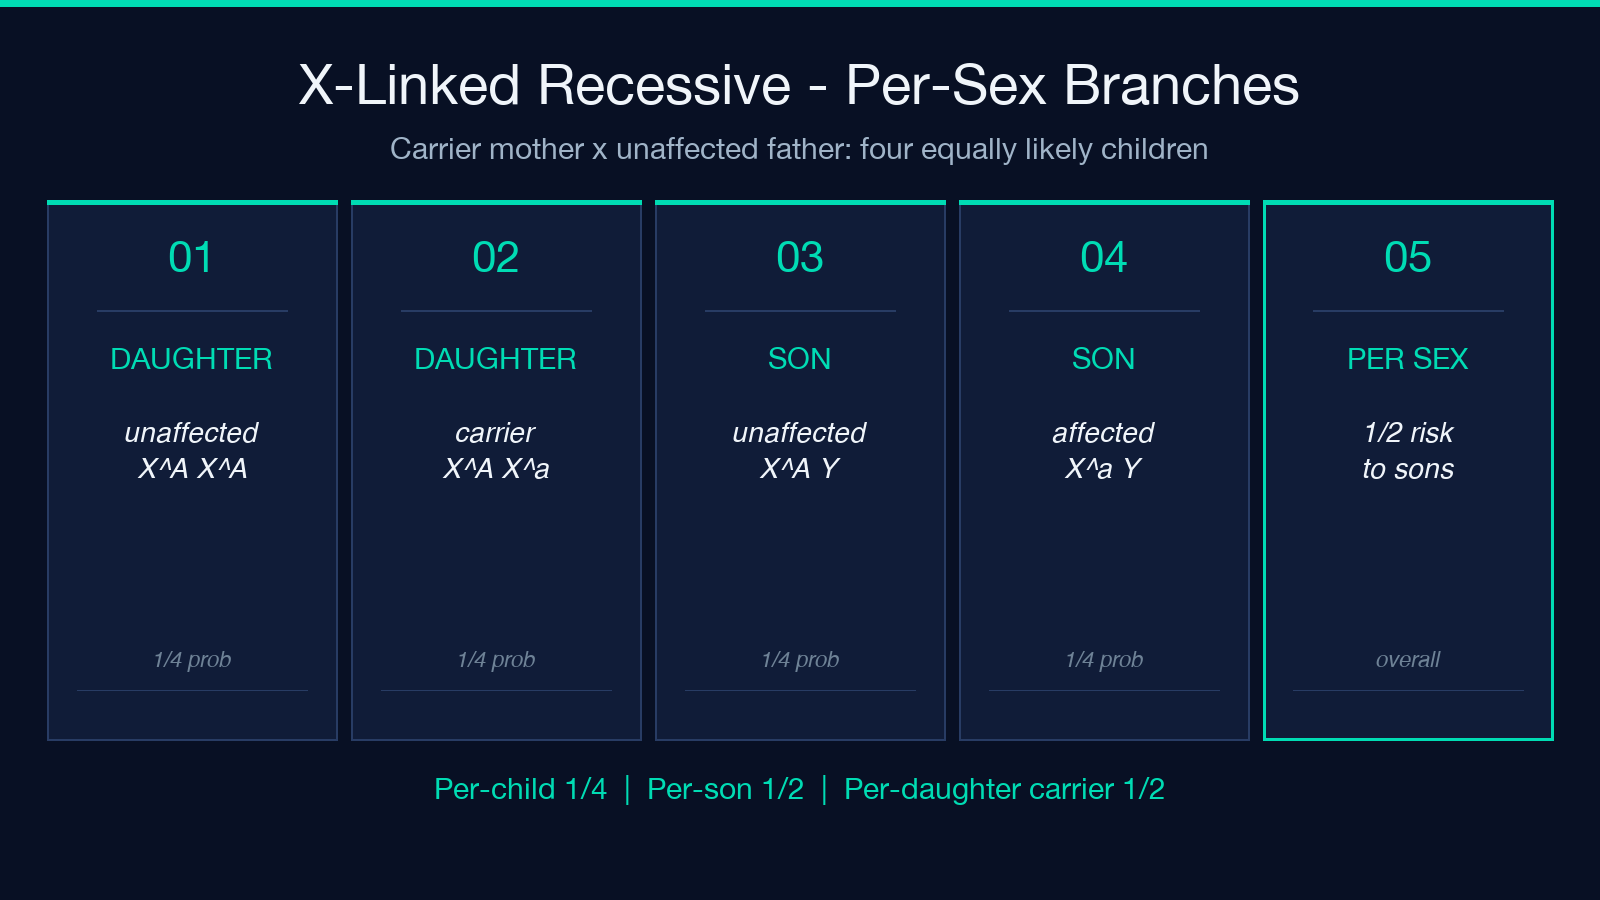 X-Linked Recessive - Per-Sex Branches
Carrier mother x unaffected father: four equally likely children
01
DAUGHTER
unaffected
X^A X^A
1/4 prob
02
DAUGHTER
carrier
X^A X^a
1/4 prob
03
SON
unaffected
X^A Y
1/4 prob
04
SON
affected
X^a Y
1/4 prob
05
PER SEX
1/2 risk
to sons
overall
Per-child 1/4 | Per-son 1/2 | Per-daughter carrier 1/2